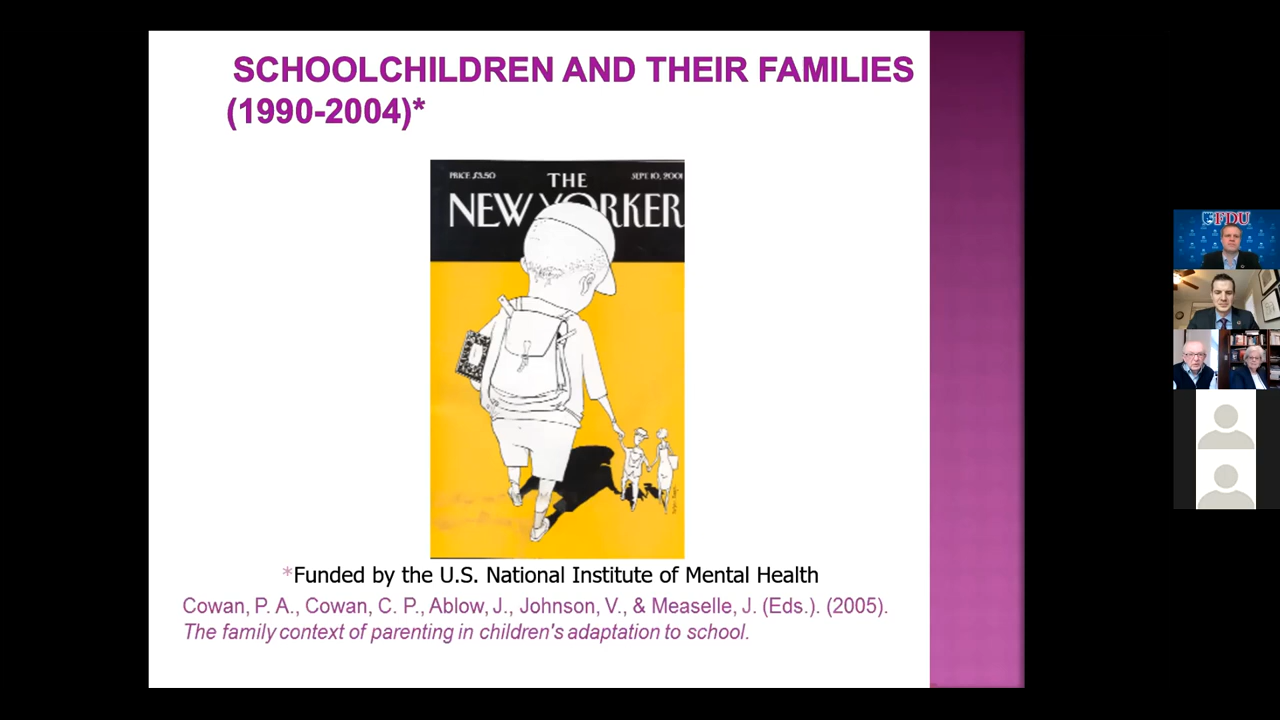 SCHOOLCHILDREN AND THEIR FAMILIES
(1990-2004)*
PRICE $3.50
THE
SEPT. 10, 2001
NEW YORKER
*Funded by the U.S. National Institute of Mental Health
Cowan, P. A., Cowan, C. P., Ablow, J., Johnson, V., & Measelle, J. (Eds.). (2005).
The family context of parenting in children's adaptation to school.
FDU